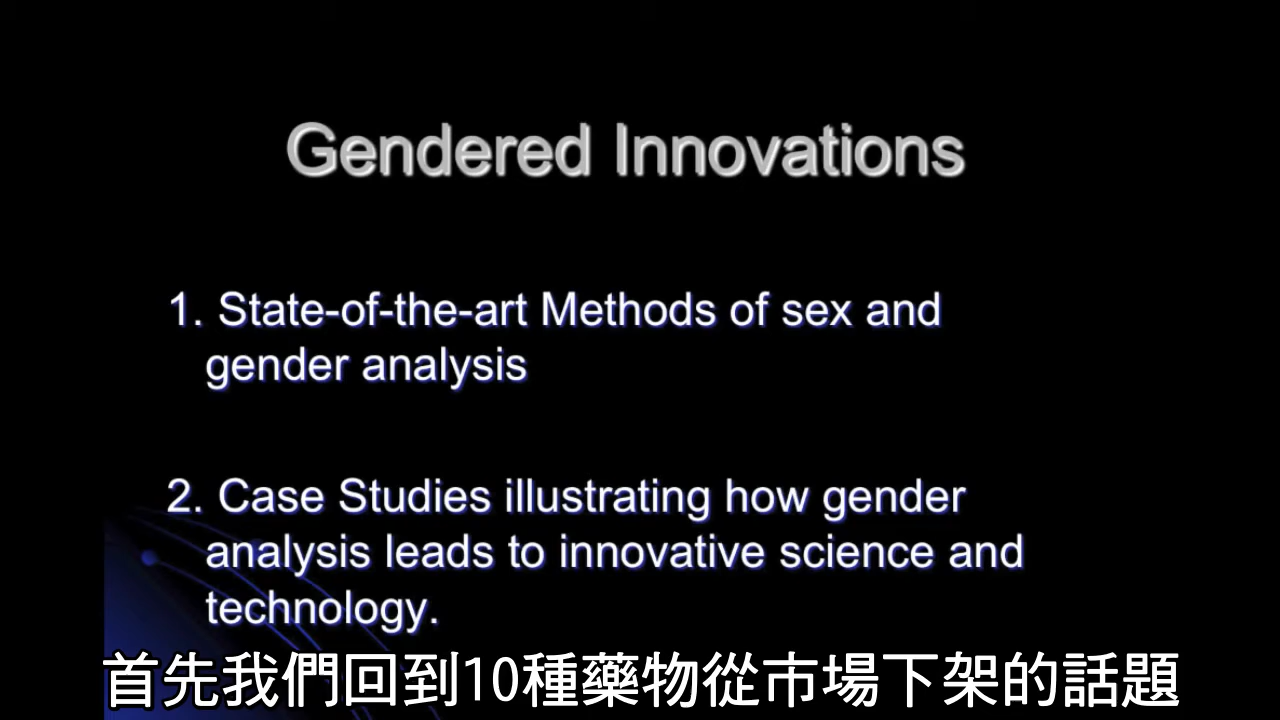 Gendered Innovations
1. State-of-the-art Methods of sex and
gender analysis
2. Case Studies illustrating how gender
analysis leads to innovative science and
technology.
首先我們回到10種藥物從市場下架的話題